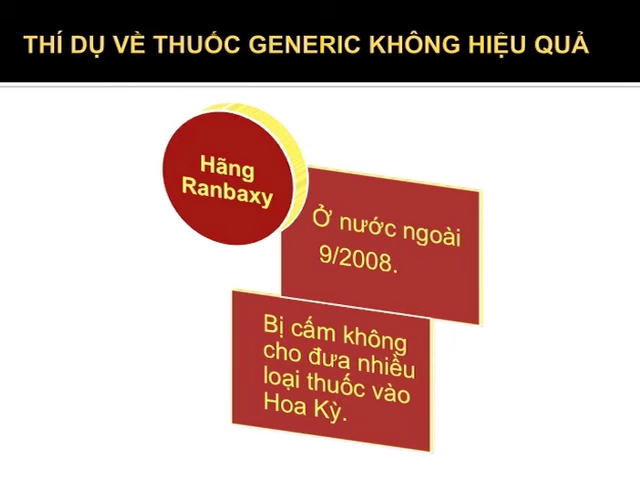 THÍ DỤ VỀ THUỐC GENERIC KHÔNG HIỆU QUẢ
Hãng
Ranbaxy
Ở nước ngoài
9/2008.
Bị cấm không
cho đưa nhiều
loại thuốc vào
Hoa Kỳ.